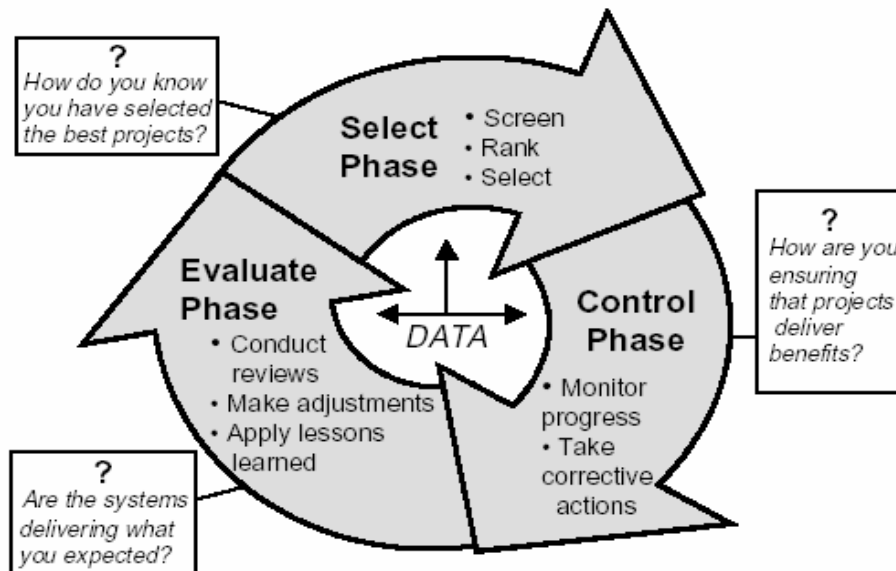 ?
How do you know
you have selected
the best projects?
Select
Phase
• Screen
• Rank
• Select
?
How are you
ensuring
that projects
deliver
benefits?
Control
Phase
• Monitor
progress
• Take
corrective
actions
Evaluate
Phase
• Conduct
reviews
• Make adjustments
• Apply lessons
learned
DATA
?
Are the systems
delivering what
you expected?